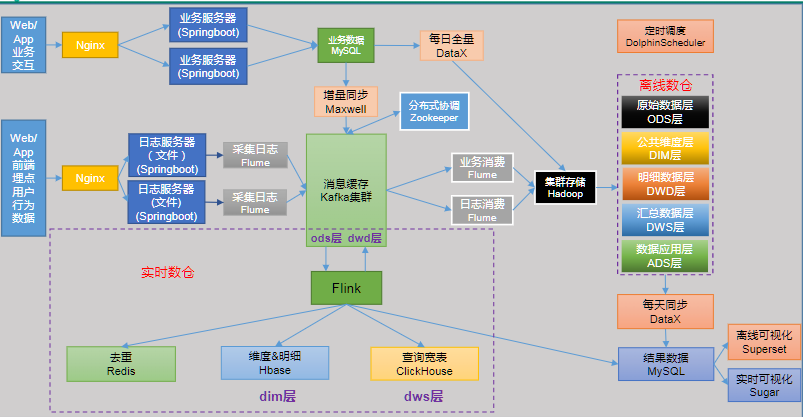 Web/
App
业务
交互
Nginx
业务服务器
(Springboot)
业务服务器
(Springboot)
业务数据
MySQL
每日全量
DataX
定时调度
DolphinScheduler
增量同步
Maxwell
分布式协调
Zookeeper
Web/
App
前端
埋点
用户
行为
数据
Nginx
日志服务器
(文件)
(Springboot)
日志服务器
(文件)
(Springboot)
采集日志
Flume
采集日志
Flume
消息缓存
Kafka集群
ods层 dwd层
业务消费
Flume
日志消费
Flume
集群存储
Hadoop
离线数仓
原始数据层
ODS层
公共维度层
DIM层
明细数据层
DWD层
汇总数据层
DWS层
数据应用层
ADS层
实时数仓
Flink
去重
Redis
维度&明细
Hbase
dim层
查询宽表
ClickHouse
dws层
每天同步
DataX
结果数据
MySQL
离线可视化
Superset
实时可视化
Sugar